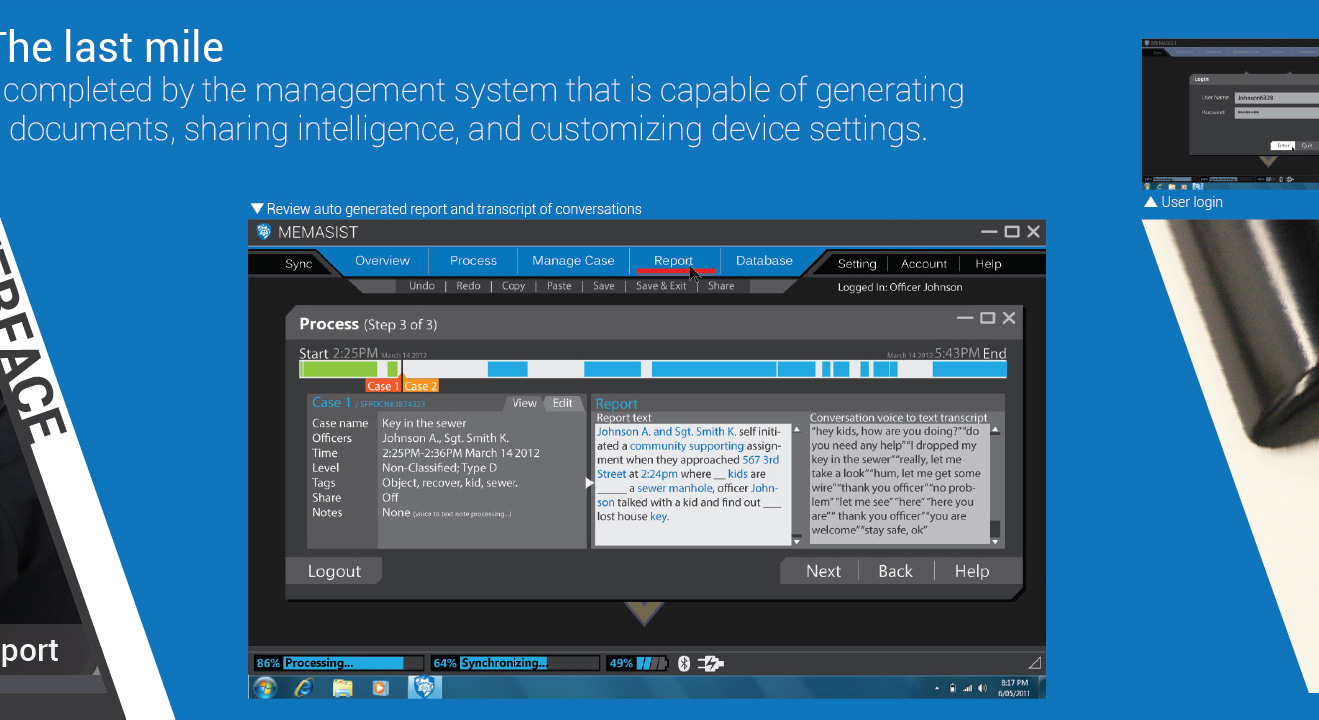 The last mile
completed by the management system that is capable of generating
documents, sharing intelligence, and customizing device settings.
MEMASIST
Login
User Name Johnson6328
Password ********
Enter Quit
▲ User login
▼ Review auto generated report and transcript of conversations
MEMASIST
Sync Overview Process Manage Case Report Database Setting Account Help
Undo | Redo | Copy | Paste | Save | Save & Exit | Share
Logged In: Officer Johnson
Process (Step 3 of 3)
Start 2:25PM March 14 2012
March 14 2012 5:43PM End
Case 1 Case 2
Case 1 / SFPDCN#3874323
View Edit
Case name Key in the sewer
Officers Johnson A., Sgt. Smith K.
Time 2:25PM-2:36PM March 14 2012
Level Non-Classified; Type D
Tags Object, recover, kid, sewer.
Share Off
Notes None (voice to text note processing...)
Report
Report text
Johnson A. and Sgt. Smith K. self initi-
ated a community supporting assign-
ment when they approached 567 3rd
Street at 2:24pm where __ kids are
_____ a sewer manhole, officer John-
son talked with a kid and find out ___
lost house key.
Conversation voice to text transcript
"hey kids, how are you doing?""do
you need any help""I dropped my
key in the sewer""really, let me
take a look""hum, let me get some
wire""thank you officer""no prob-
lem""let me see""here""here you
are"" thank you officer""you are
welcome""stay safe, ok"
Logout
Next Back Help
86% Processing...
64% Synchronizing...
49%
8:17 PM
6/05/2011
ERFACE
port